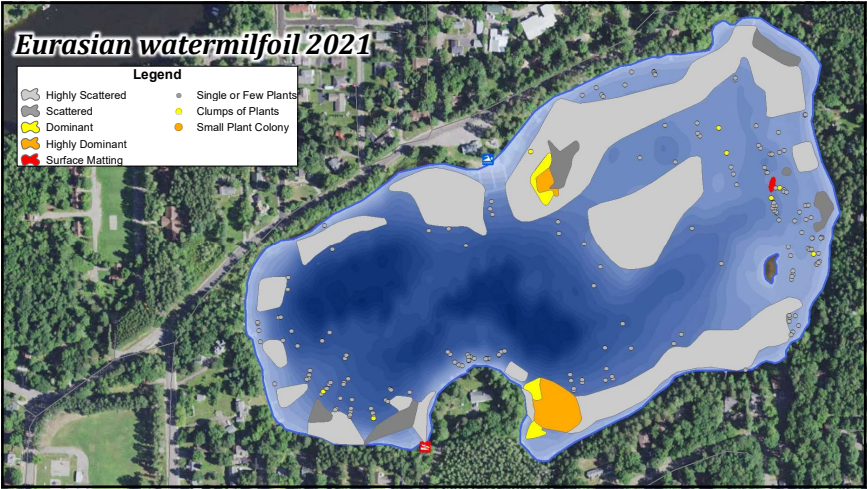 Eurasian watermilfoil 2021
Legend
Highly Scattered
Scattered
Dominant
Highly Dominant
Surface Matting
Single or Few Plants
Clumps of Plants
Small Plant Colony